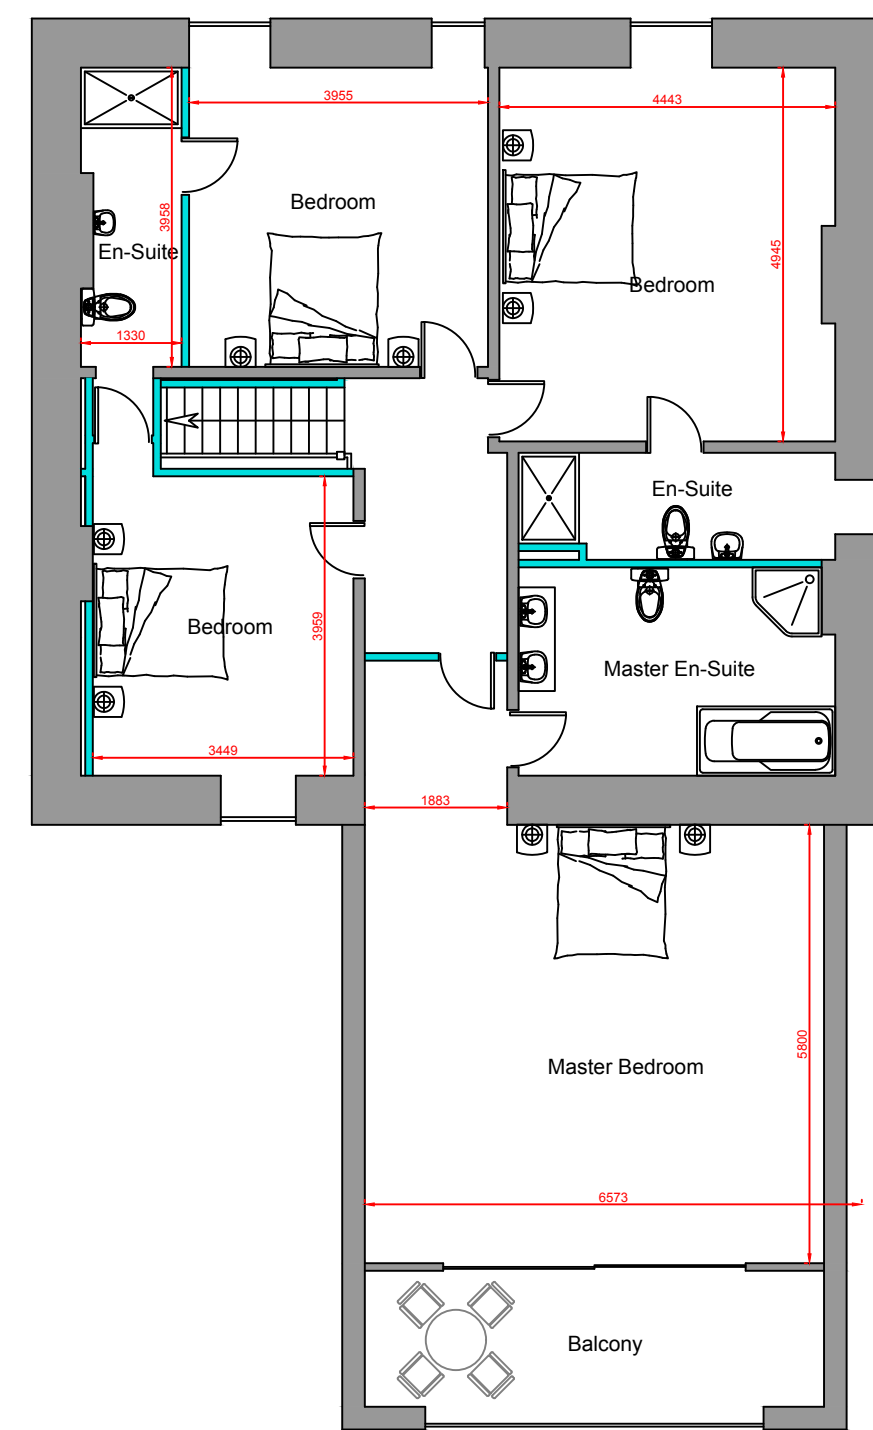 3955
4443
3958
Bedroom
4945
En-Suite
Bedroom
1330
En-Suite
3959
Bedroom
Master En-Suite
3449
1883
5800
Master Bedroom
6573
Balcony